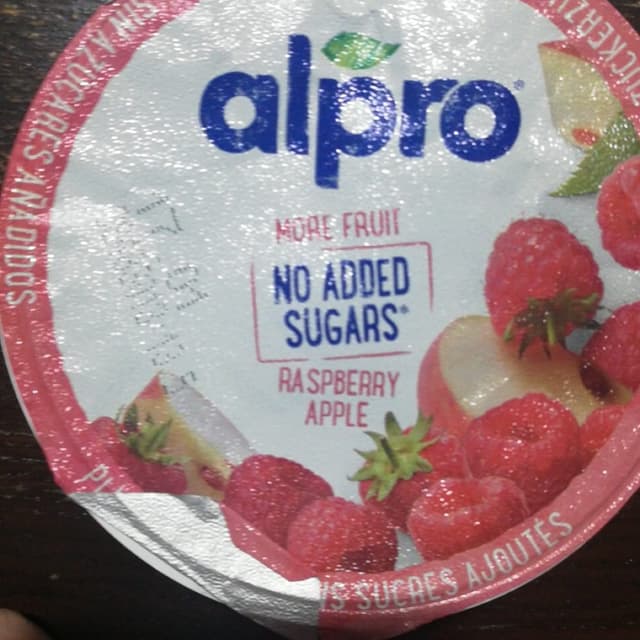 alpro
MORE FRUIT
NO ADDED
SUGARS*
RASPBERRY
APPLE
SIN AZÚCARES AÑADIDOS
SUCRES AJOUTÉS